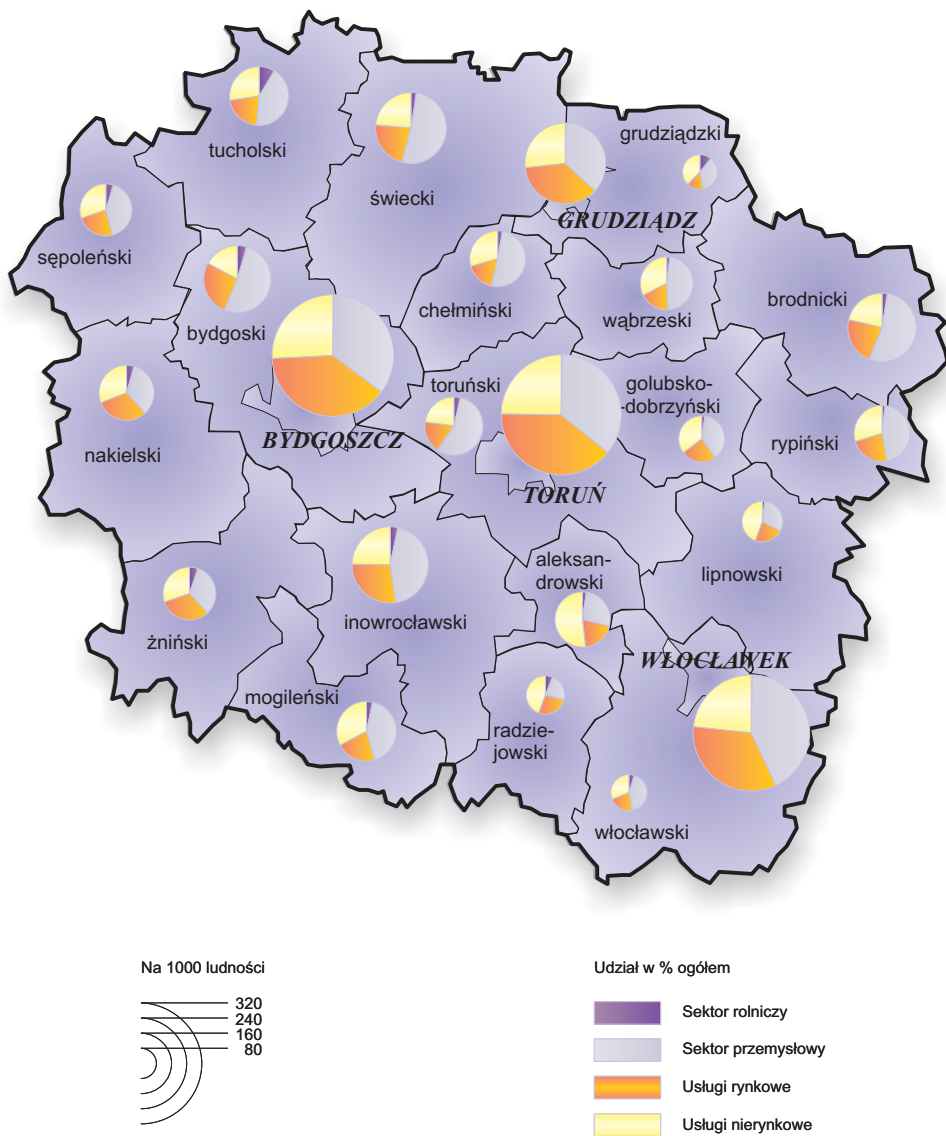 tucholski
grudziądzki
świecki
GRUDZIĄDZ
sępoleński
brodnicki
bydgoski
chełmiński
wąbrzeski
toruński
golubsko-
-dobrzyński
BYDGOSZCZ
rypiński
nakielski
TORUŃ
aleksan-
drowski
lipnowski
inowrocławski
żniński
WŁOCŁAWEK
mogileński
radzie-
jowski
włocławski
Na 1000 ludności
320
240
160
80
Udział w % ogółem
Sektor rolniczy
Sektor przemysłowy
Usługi rynkowe
Usługi nierynkowe